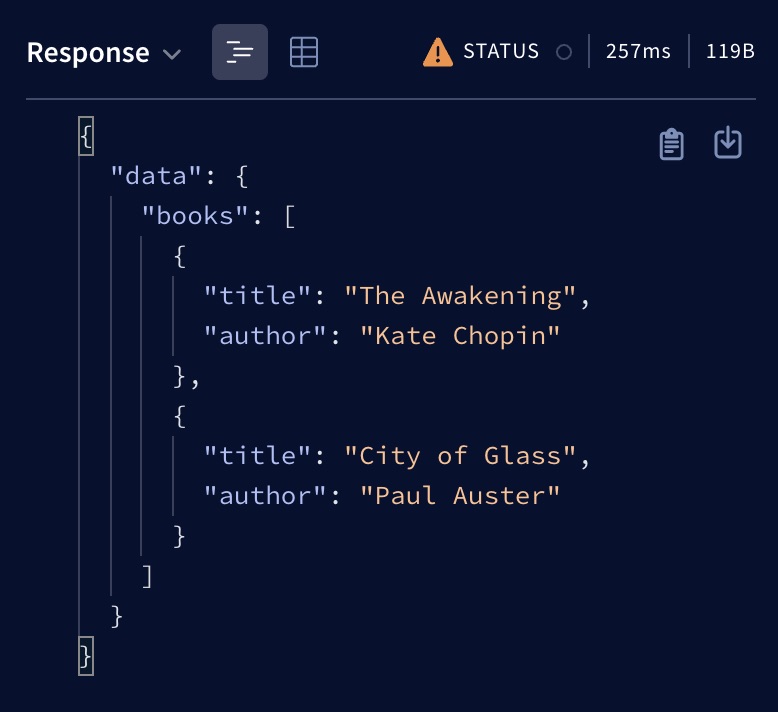 Response STATUS 257ms 119B
{
  "data": {
    "books": [
      {
        "title": "The Awakening",
        "author": "Kate Chopin"
      },
      {
        "title": "City of Glass",
        "author": "Paul Auster"
      }
    ]
  }
}